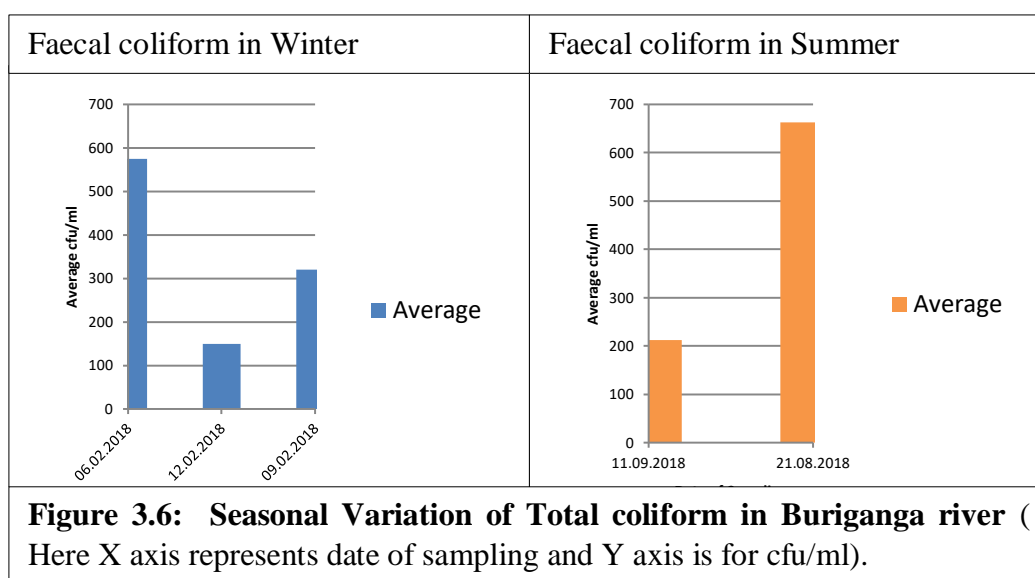 Faecal coliform in Winter
Faecal coliform in Summer
700
600
500
400
300
200
100
0
Average cfu/ml
06.02.2018
12.02.2018
09.02.2018
Average
700
600
500
400
300
200
100
0
Average cfu/ml
11.09.2018
21.08.2018
Average
Figure 3.6: Seasonal Variation of Total coliform in Buriganga river (
Here X axis represents date of sampling and Y axis is for cfu/ml).